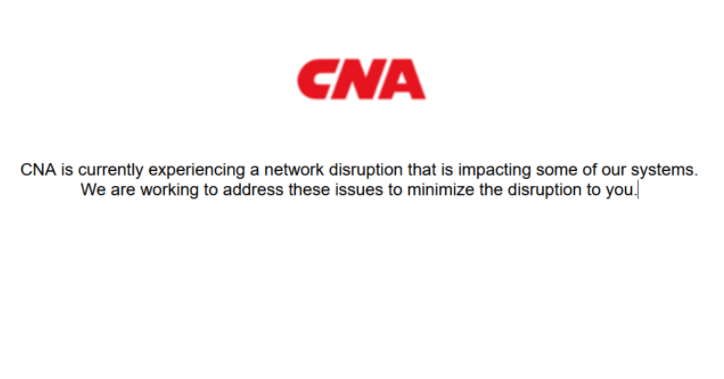 CNA
CNA is currently experiencing a network disruption that is impacting some of our systems.
We are working to address these issues to minimize the disruption to you.